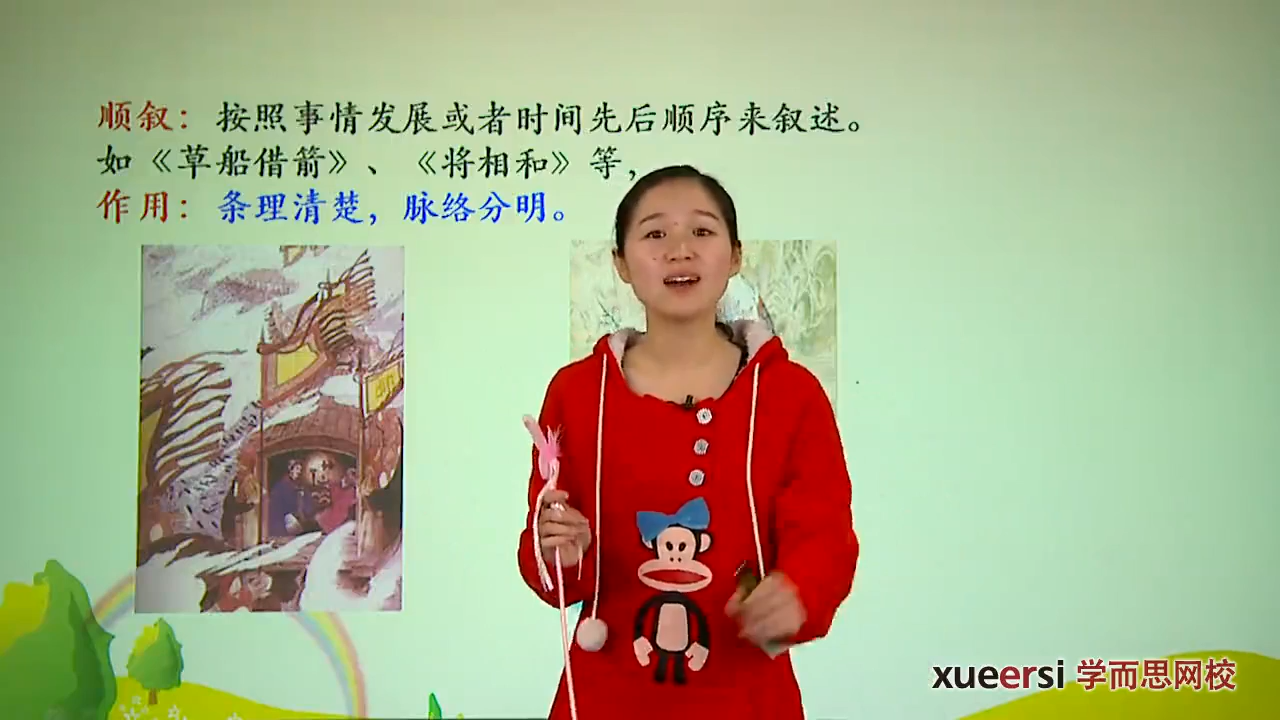 顺叙：按照事情发展或者时间先后顺序来叙述。
如《草船借箭》、《将相和》等，
作用：条理清楚，脉络分明。
xueersi 学而思网校